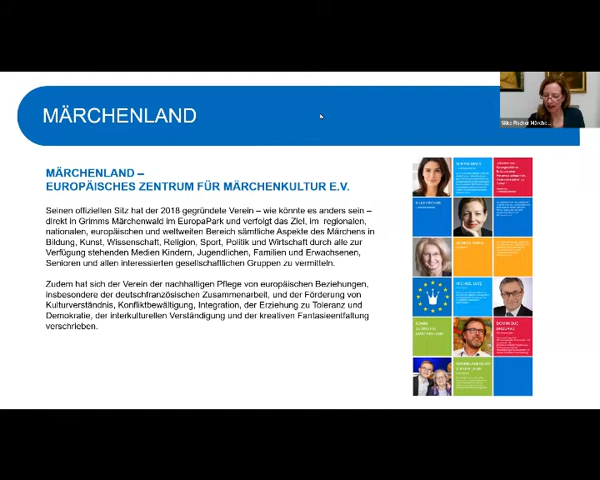 MÄRCHENLAND
MÄRCHENLAND –
EUROPÄISCHES ZENTRUM FÜR MÄRCHENKULTUR E.V.
Seinen offiziellen Sitz hat der 2018 gegründete Verein – wie könnte es anders sein –
direkt in Grimms Märchenwald im EuropaPark und verfolgt das Ziel, im regionalen,
nationalen, europäischen und weltweiten Bereich sämtliche Aspekte des Märchens in
Bildung, Kunst, Wissenschaft, Religion, Sport, Politik und Wirtschaft durch alle zur
Verfügung stehenden Medien Kindern, Jugendlichen, Familien und Erwachsenen,
Senioren und allen interessierten gesellschaftlichen Gruppen zu vermitteln.
Zudem hat sich der Verein der nachhaltigen Pflege von europäischen Beziehungen,
insbesondere der deutschfranzösischen Zusammenarbeit, und der Förderung von
Kulturverständnis, Konfliktbewältigung, Integration, der Erziehung zu Toleranz und
Demokratie, der interkulturellen Verständigung und der kreativen Fantasieentfaltung
verschrieben.